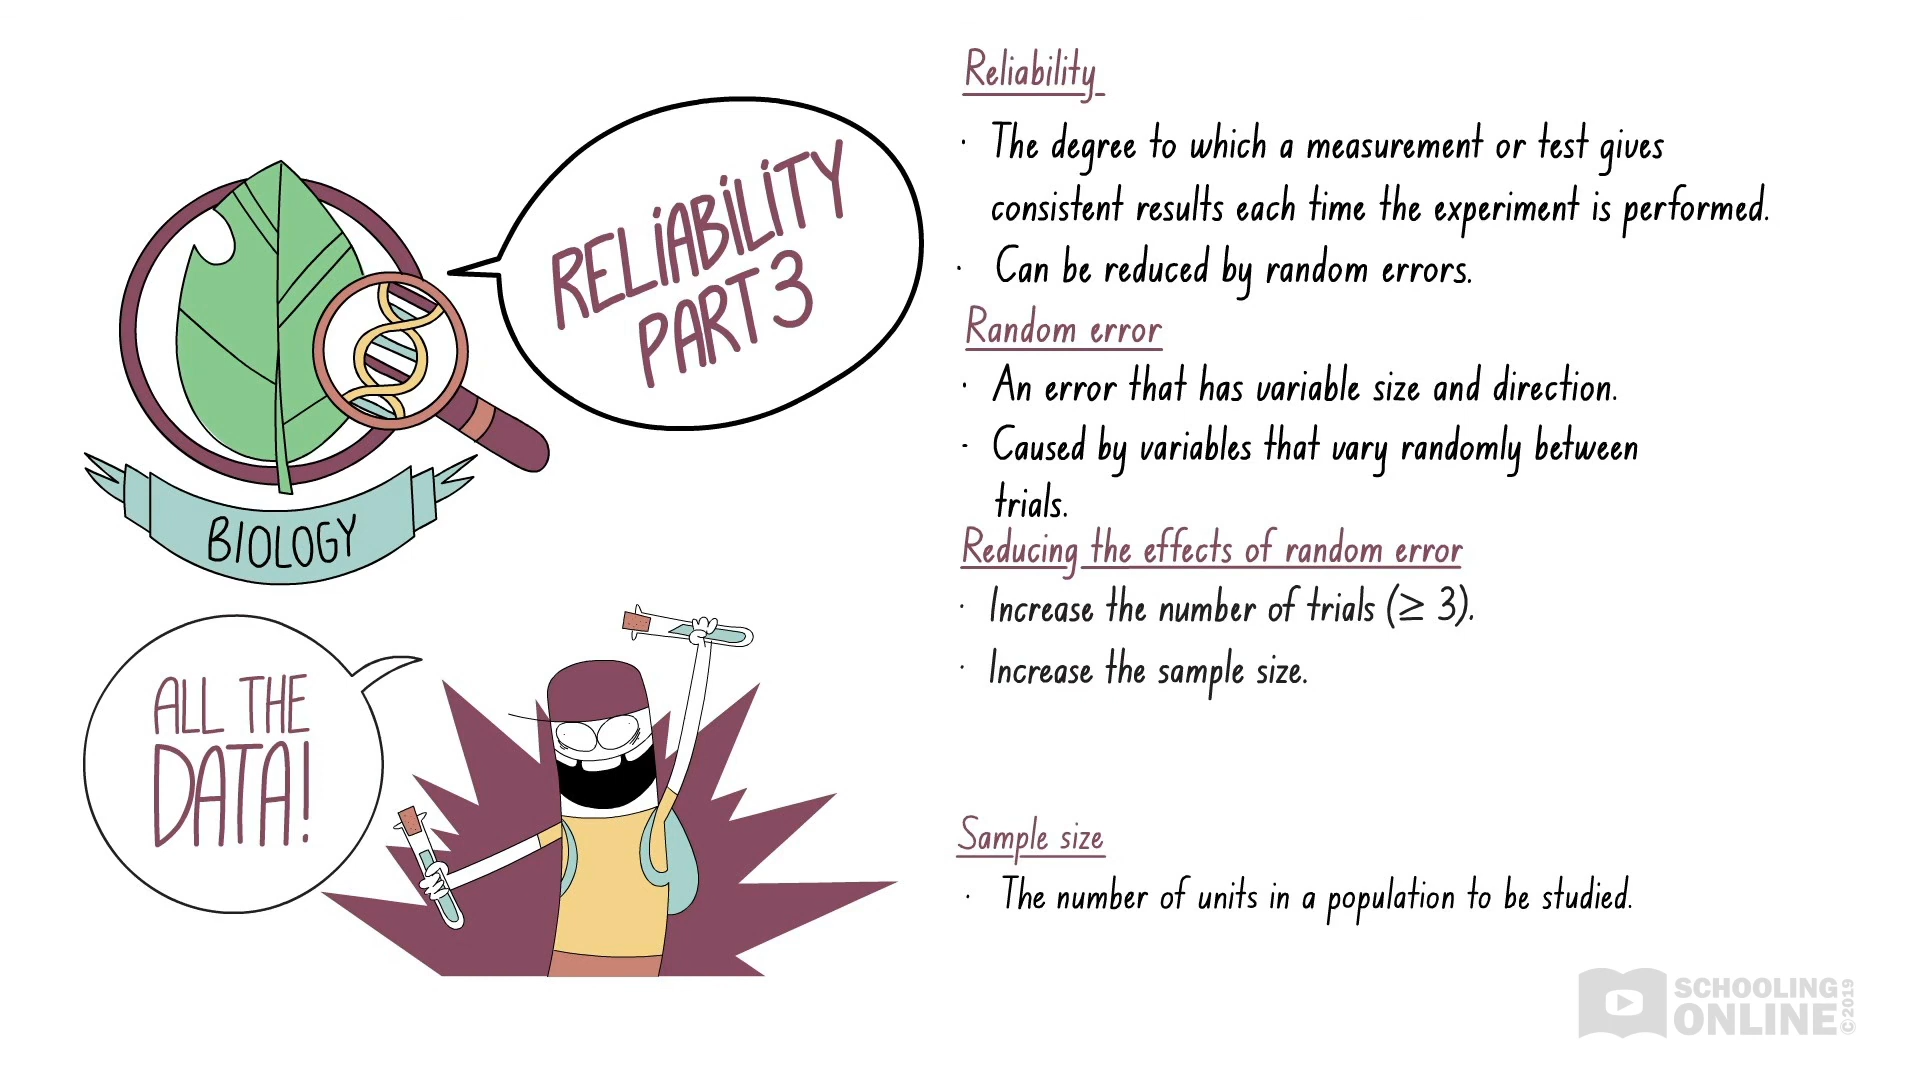 RELIABILITY
PART 3
BIOLOGY
ALL THE
DATA!
Reliability
· The degree to which a measurement or test gives
consistent results each time the experiment is performed.
· Can be reduced by random errors.
Random error
· An error that has variable size and direction.
· Caused by variables that vary randomly between
trials.
Reducing the effects of random error
· Increase the number of trials (≥ 3).
· Increase the sample size.
Sample size
· The number of units in a population to be studied.
SCHOOLING
ONLINE
©2019